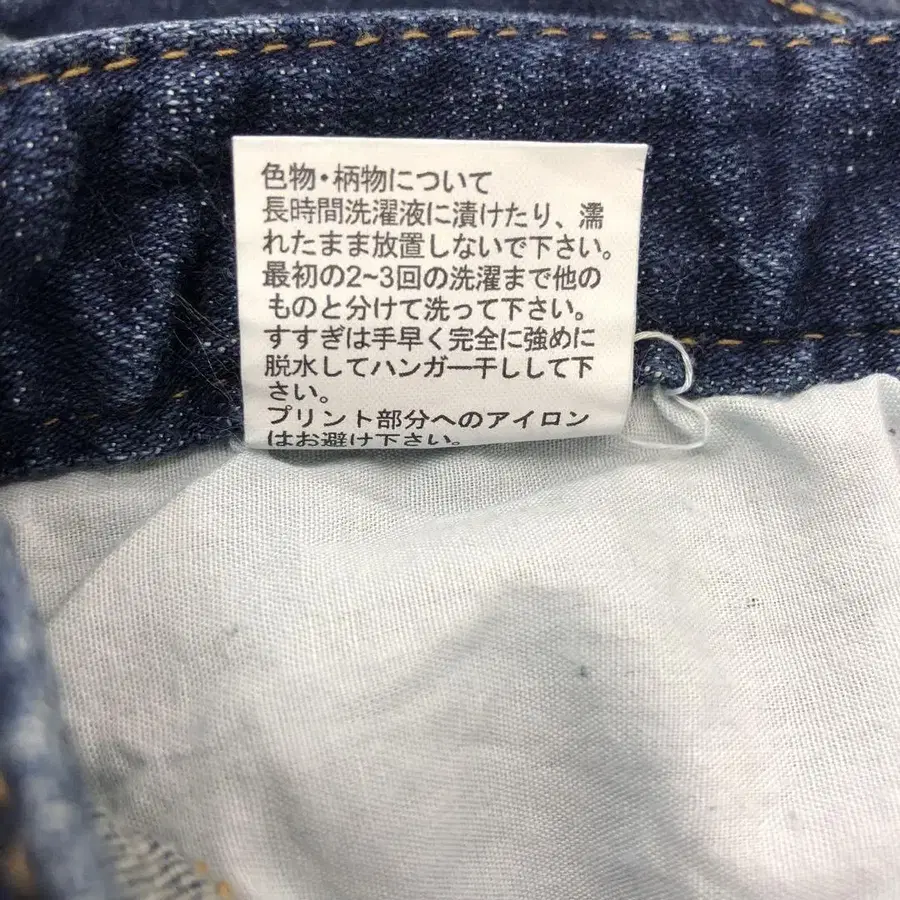 色物・柄物について
長時間洗濯液に漬けたり、濡
れたまま放置しないで下さい。
最初の2~3回の洗濯まで他の
ものと分けて洗って下さい。
すすぎは手早く完全に強めに
脱水してハンガー干しして下
さい。
プリント部分へのアイロン
はお避け下さい。